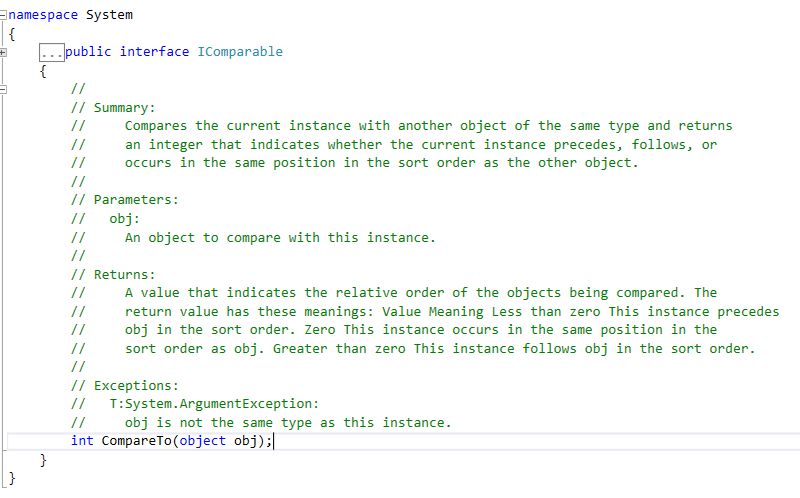 namespace System
{
...public interface IComparable
{
//
// Summary:
//     Compares the current instance with another object of the same type and returns
//     an integer that indicates whether the current instance precedes, follows, or
//     occurs in the same position in the sort order as the other object.
//
// Parameters:
//   obj:
//     An object to compare with this instance.
//
// Returns:
//     A value that indicates the relative order of the objects being compared. The
//     return value has these meanings: Value Meaning Less than zero This instance precedes
//     obj in the sort order. Zero This instance occurs in the same position in the
//     sort order as obj. Greater than zero This instance follows obj in the sort order.
//
// Exceptions:
//   T:System.ArgumentException:
//     obj is not the same type as this instance.
int CompareTo(object obj);
}
}